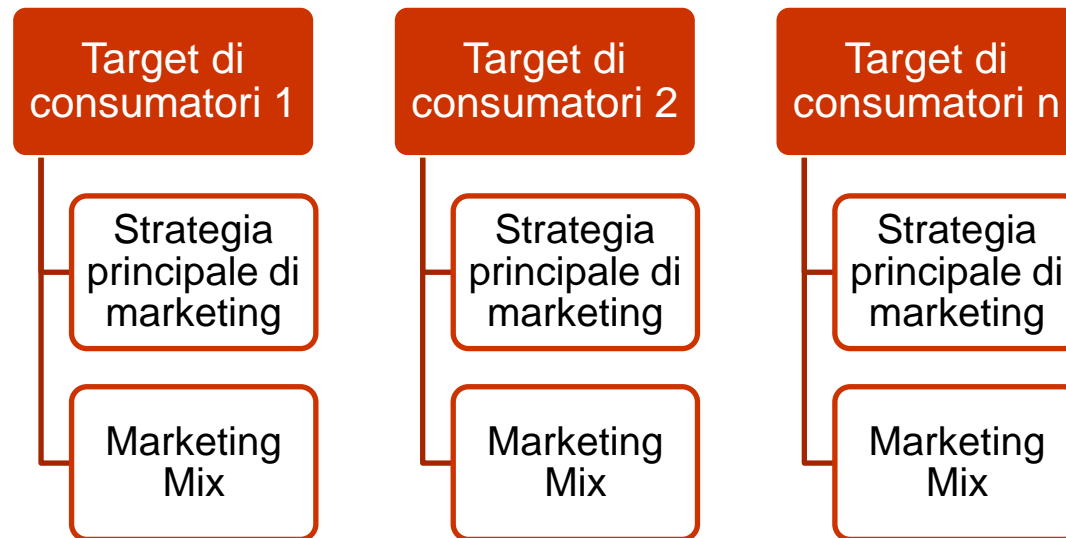 Target di
consumatori 1
Strategia
principale di
marketing
Marketing
Mix
Target di
consumatori 2
Strategia
principale di
marketing
Marketing
Mix
Target di
consumatori n
Strategia
principale di
marketing
Marketing
Mix